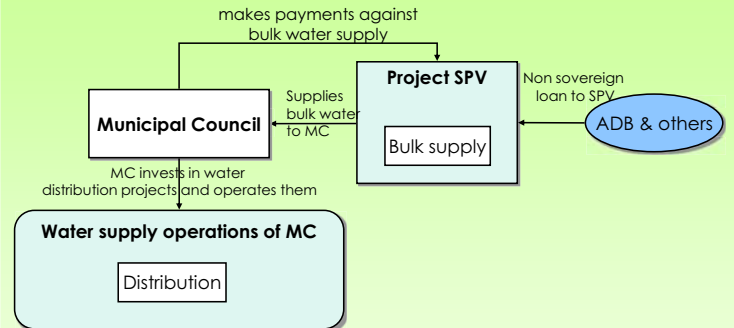 makes payments against
bulk water supply
Project SPV
Non sovereign
loan to SPV
Supplies
bulk water
to MC
Municipal Council
ADB & others
Bulk supply
MC invests in water
distribution projects and operates them
Water supply operations of MC
Distribution